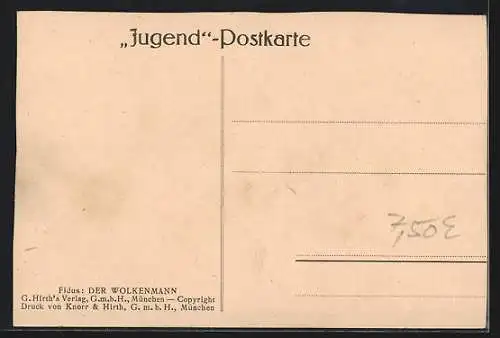 „Jugend“-Postkarte
7,50€
Fidus: DER WOLKENMANN
G. Hirth's Verlag, G.m.b.H., München — Copyright
Druck von Knorr & Hirth, G. m. b. H., München